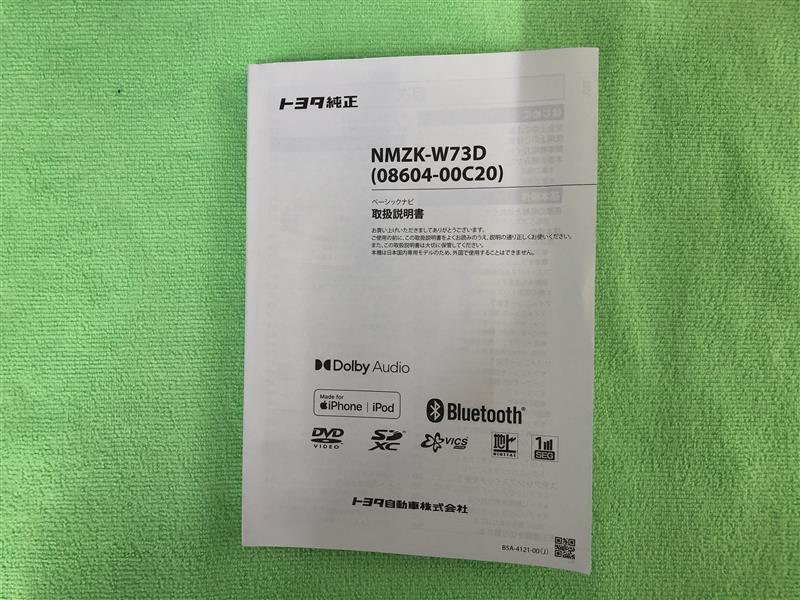 トヨタ純正
NMZK-W73D
(08604-00C20)
ベーシックナビ
取扱説明書
お買い上げいただきましてありがとうございます。
ご使用の前に、この取扱説明書をよくお読みのうえ、説明の通り正しくお使いください。
また、この取扱説明書は大切に保管してください。
本機は日本国内専用モデルのため、外国で使用することはできません。
Dolby Audio
Made for
iPhone | iPod
Bluetooth®
DVD VIDEO
SD XC
VICS
地上 DIGITAL
1 SEG
トヨタ自動車株式会社
BSA-4121-00(J)